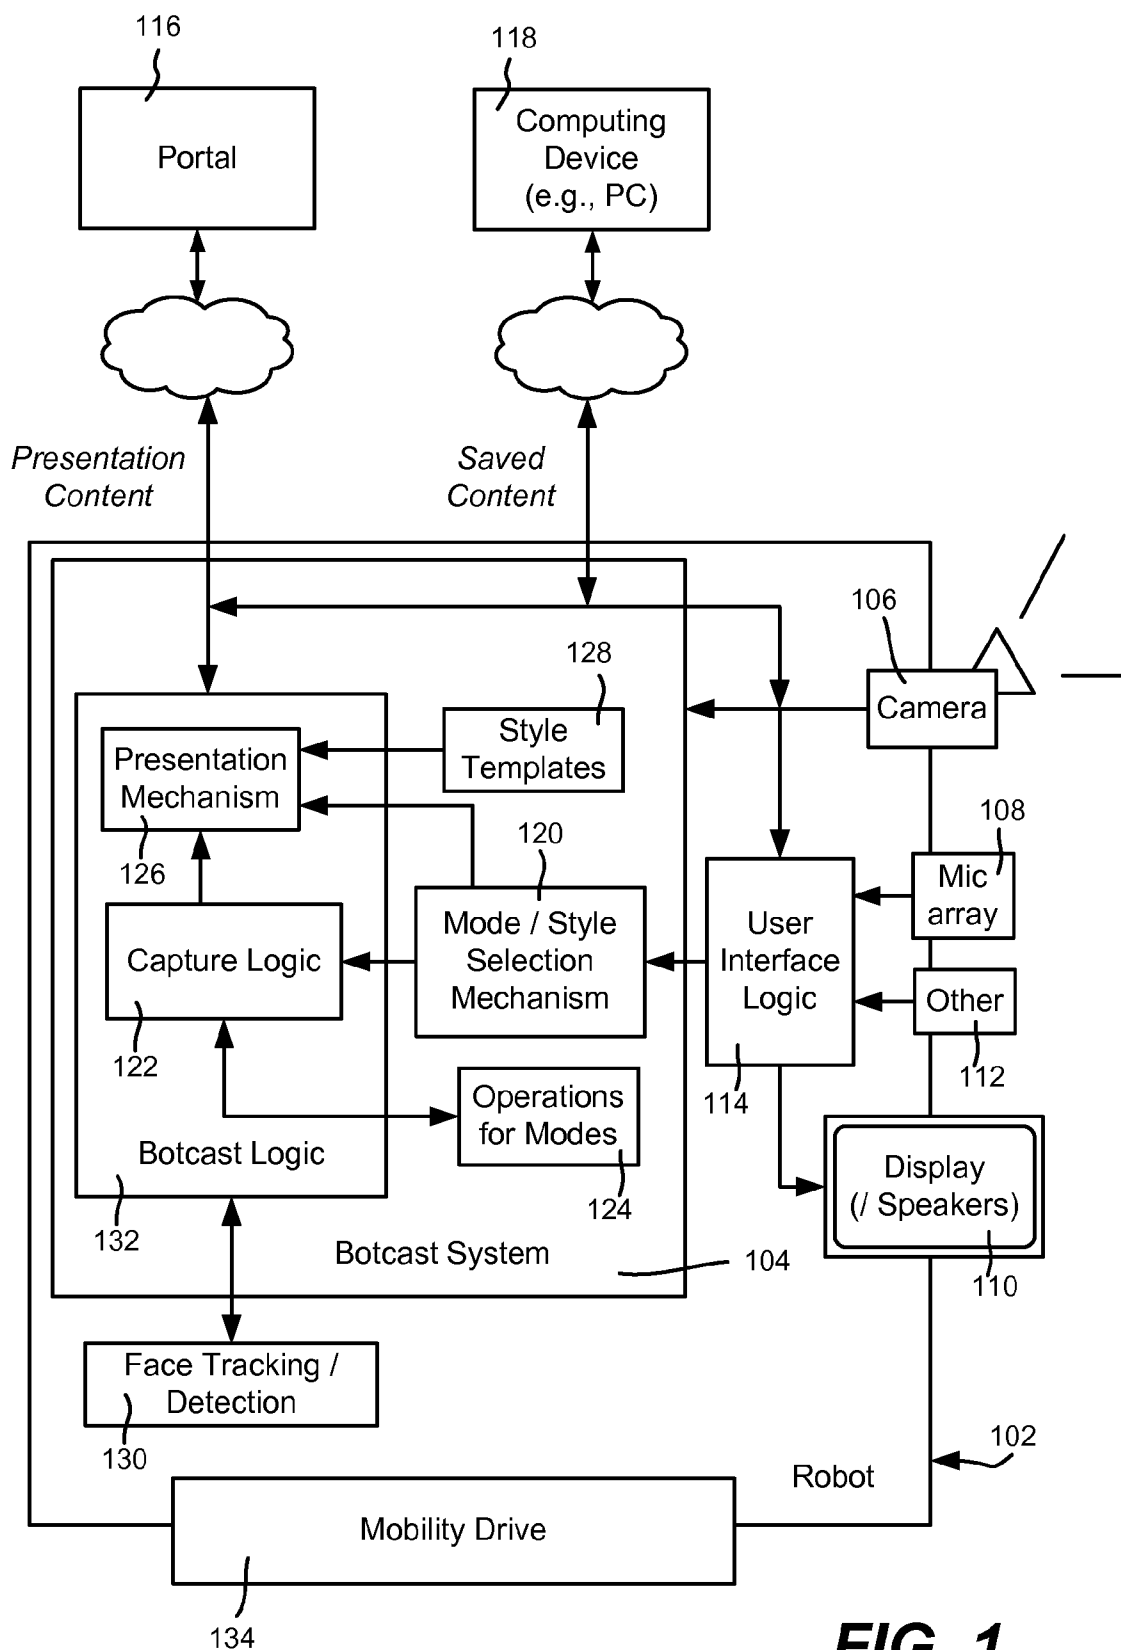 116
118
Portal
Computing
Device
(e.g., PC)
Presentation
Content
Saved
Content
106
128
Camera
Style
Templates
Presentation
Mechanism
108
120
126
Mic
array
Mode / Style
Selection
Mechanism
User
Interface
Logic
Capture Logic
Other
122
112
114
Operations
for Modes
Botcast Logic
Display
(/ Speakers)
124
132
Botcast System
104
110
Face Tracking /
Detection
130
102
Robot
Mobility Drive
134
FIG. 1